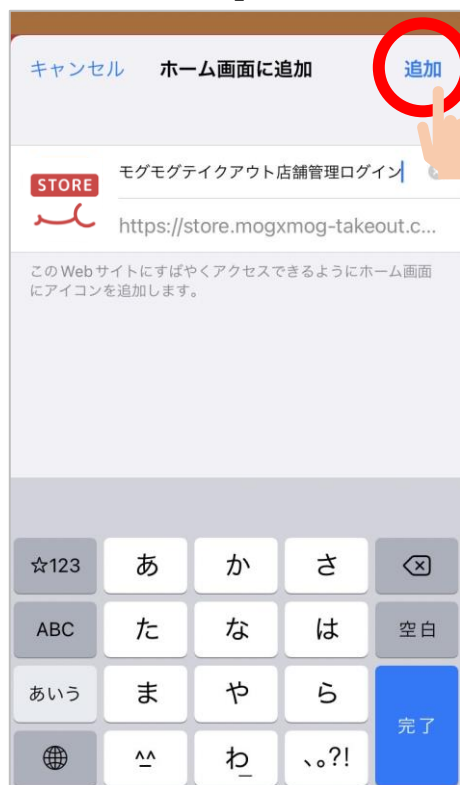 キャンセル ホーム画面に追加 追加
STORE
モグモグテイクアウト店舗管理ログイン
https://store.mogxmog-takeout.c...
このWebサイトにすばやくアクセスできるようにホーム画面
にアイコンを追加します。
☆123 あ か さ
ABC た な は 空白
あいう ま や ら
完了
^_^ わ_ 、。?!